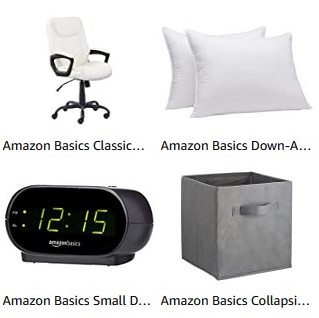 Amazon Basics Classic...
Amazon Basics Down-A...
12:15
amazonbasics
Amazon Basics Small D...
Amazon Basics Collapsi...